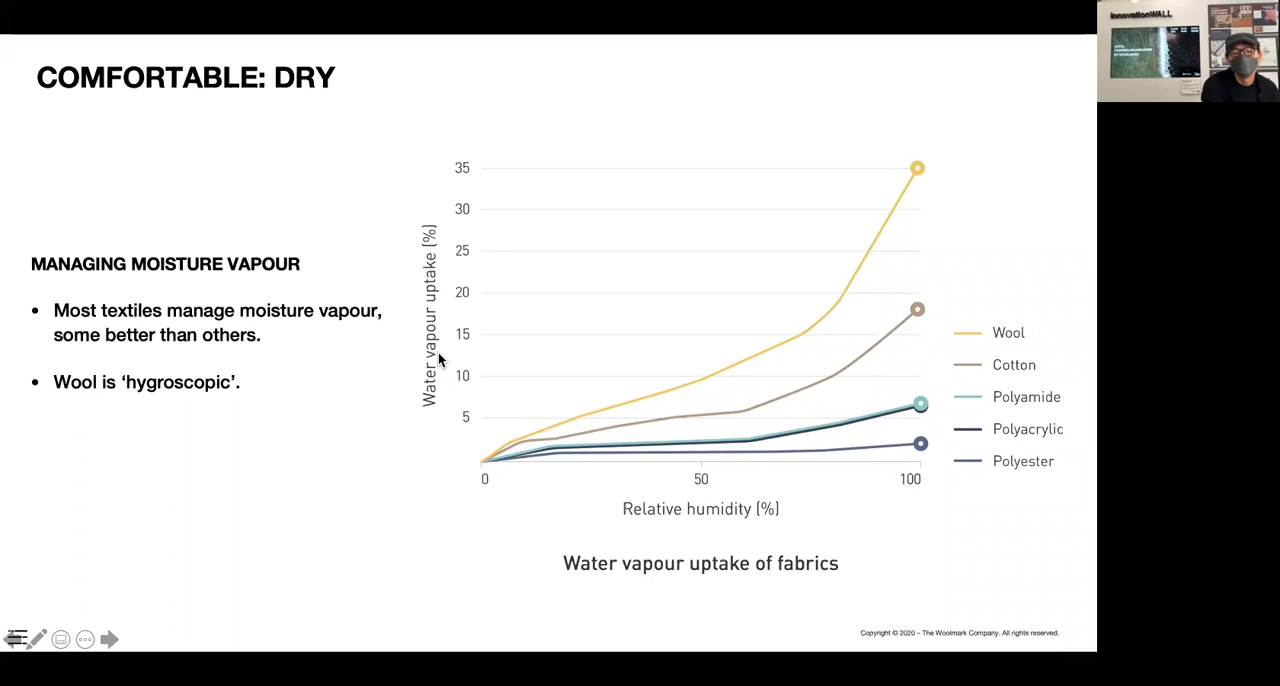 InnovationWALL
COMFORTABLE: DRY
MANAGING MOISTURE VAPOUR
• Most textiles manage moisture vapour,
some better than others.
• Wool is ‘hygroscopic’.
Water vapour uptake (%)
35
30
25
20
15
10
5
0
50
100
Relative humidity (%)
Wool
Cotton
Polyamide
Polyacrylic
Polyester
Water vapour uptake of fabrics
Copyright © 2020 – The Woolmark Company. All rights reserved.